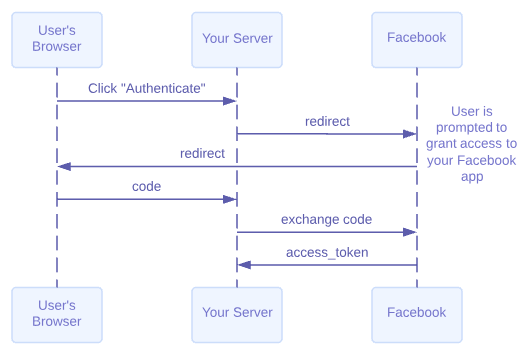 User's
Browser
Your Server
Facebook
Click "Authenticate"
redirect
User is
prompted to
grant access to
your Facebook
app
redirect
code
exchange code
access_token
User's
Browser
Your Server
Facebook